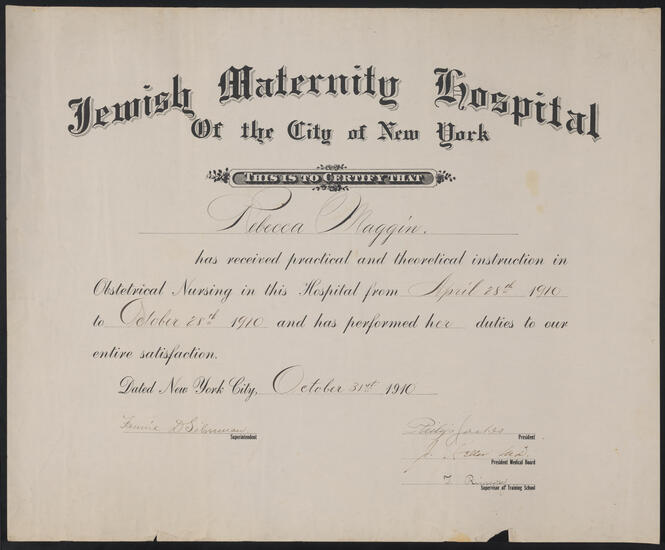 Jewish Maternity Hospital
Of the City of New York
THIS IS TO CERTIFY THAT
Rebecca Maggin.
has received practical and theoretical instruction in
Obstetrical Nursing in this Hospital from April 28th 1910
to October 28th 1910 and has performed her duties to our
entire satisfaction.
Dated New York City, October 31st 1910
Fannie D
Superintendent
President
J. Keller M.D.
President Medical Board
Supervisor of Training School